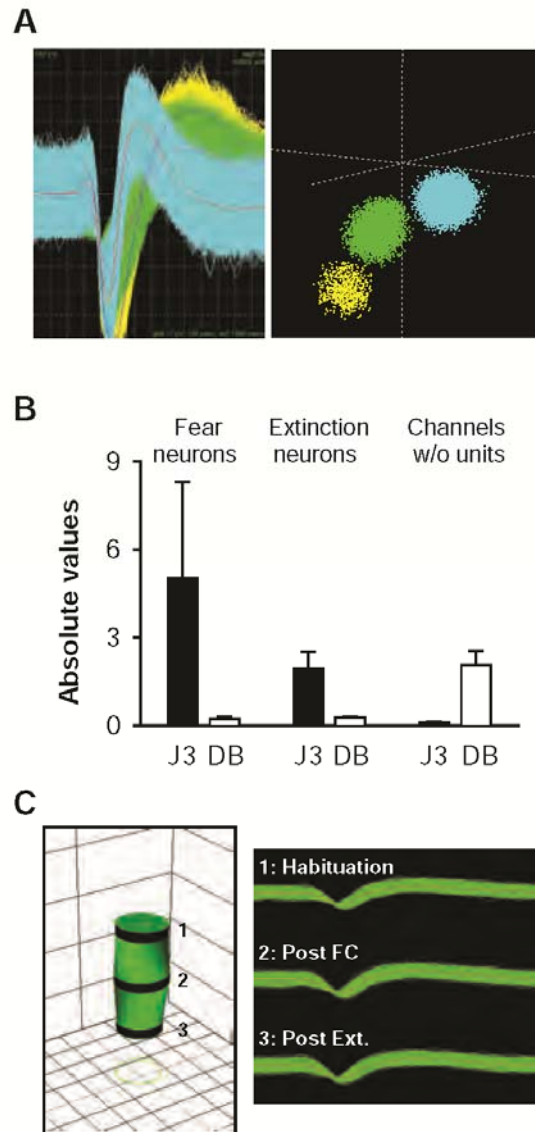 A
B
Fear neurons
Extinction neurons
Channels w/o units
Absolute values
9
6
3
0
J3 DB
J3 DB
J3 DB
C
1
2
3
1: Habituation
2: Post FC
3: Post Ext.